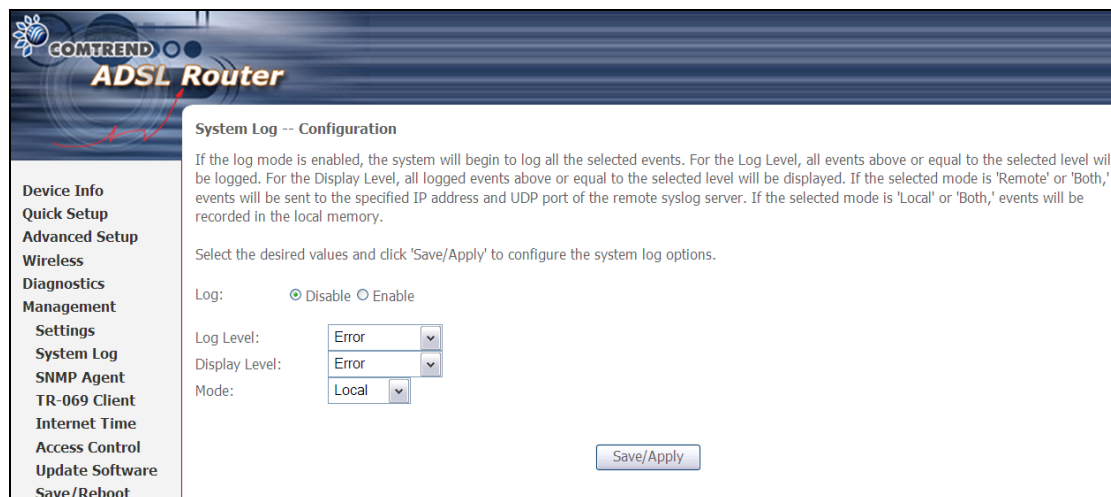 COMTREND
ADSL Router
System Log -- Configuration
If the log mode is enabled, the system will begin to log all the selected events. For the Log Level, all events above or equal to the selected level wil
be logged. For the Display Level, all logged events above or equal to the selected level will be displayed. If the selected mode is 'Remote' or 'Both,'
events will be sent to the specified IP address and UDP port of the remote syslog server. If the selected mode is 'Local' or 'Both,' events will be
recorded in the local memory.
Select the desired values and click 'Save/Apply' to configure the system log options.
Log: Disable Enable
Log Level: Error
Display Level: Error
Mode: Local
Save/Apply
Device Info
Quick Setup
Advanced Setup
Wireless
Diagnostics
Management
Settings
System Log
SNMP Agent
TR-069 Client
Internet Time
Access Control
Update Software
Save/Reboot